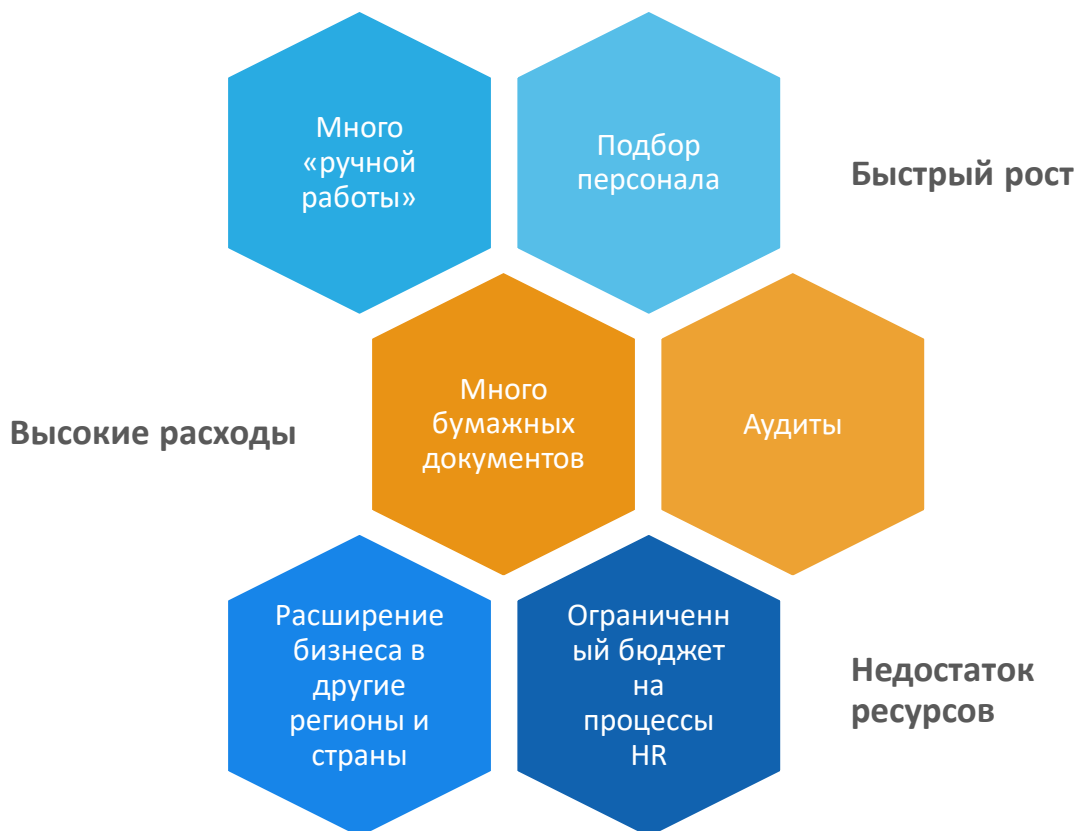 Много
«ручной
работы»
Подбор
персонала
Быстрый рост
Высокие расходы
Много
бумажных
документов
Аудиты
Расширение
бизнеса в
другие
регионы и
страны
Ограниченн
ый бюджет
на
процессы
HR
Недостаток
ресурсов